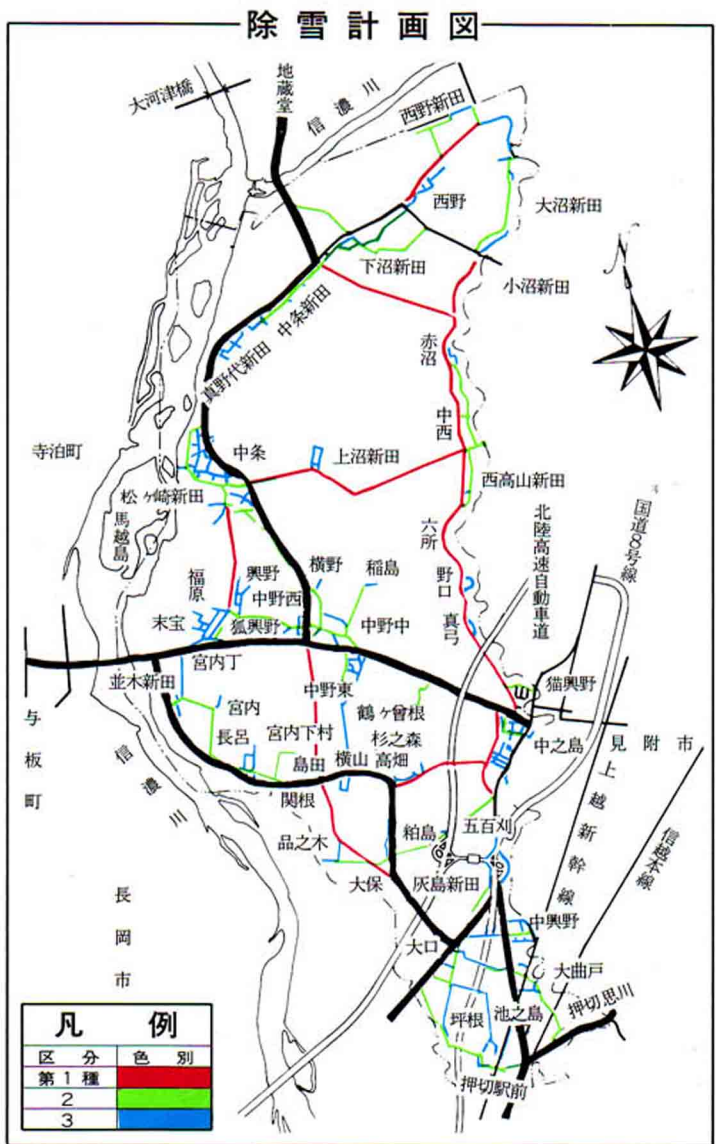 除雪計画図
大河津橋
地蔵堂
信濃川
西野新田
西野
大沼新田
下沼新田
小沼新田
中条新田
真野代新田
赤沼
中西
寺泊町
中条
上沼新田
西高山新田
松ヶ崎新田
馬越島
六所
北陸高速自動車道
国道8号線
福原
興野
横野
稲島
野口
中野西
末宝
狐興野
中野中
真弓
宮内丁
並木新田
中野東
猫興野
宮内
鶴ヶ曽根
中之島
見附市
与板町
長呂
宮内下村
杉之森
信濃川
島田
横山
高畑
上越新幹線
関根
五百刈
信越本線
粕島
品之木
大保
灰島新田
長岡市
中興野
大口
大曲戸
池之島
押切思川
坪根
押切駅前
凡例
区分 色別
第1種
2
3